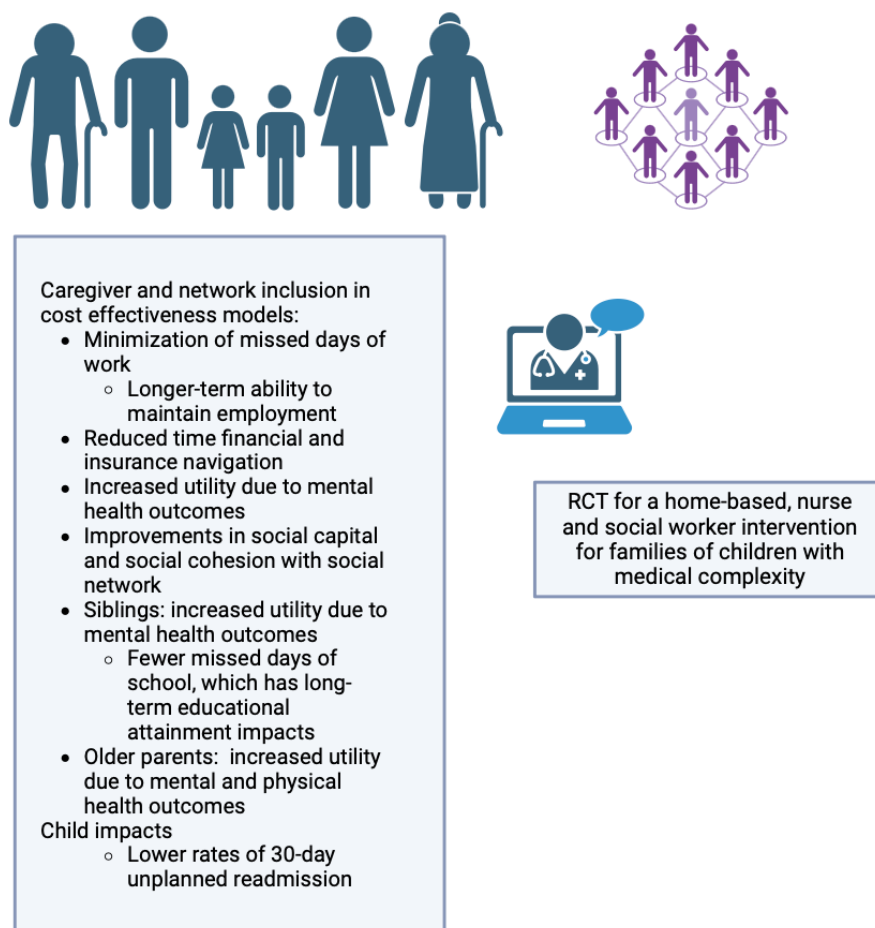 Caregiver and network inclusion in
cost effectiveness models:
• Minimization of missed days of
work
○ Longer-term ability to
maintain employment
• Reduced time financial and
insurance navigation
• Increased utility due to mental
health outcomes
• Improvements in social capital
and social cohesion with social
network
• Siblings: increased utility due to
mental health outcomes
○ Fewer missed days of
school, which has long-
term educational
attainment impacts
• Older parents:  increased utility
due to mental and physical
health outcomes
Child impacts
○ Lower rates of 30-day
unplanned readmission
RCT for a home-based, nurse
and social worker intervention
for families of children with
medical complexity